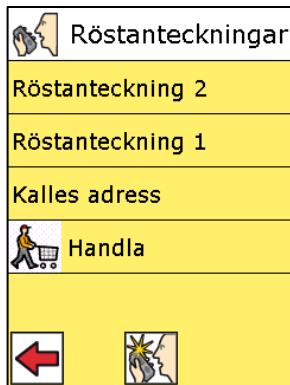 Röstanteckningar
Röstanteckning 2
Röstanteckning 1
Kalles adress
Handla